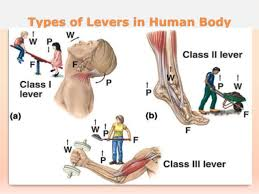 Types of Levers in Human Body
W
P
F
W
P
F
Class I
lever
(a)
Class II lever
W
P
F
W
P
F
(b)
W
P
F
W
P
F
Class III lever